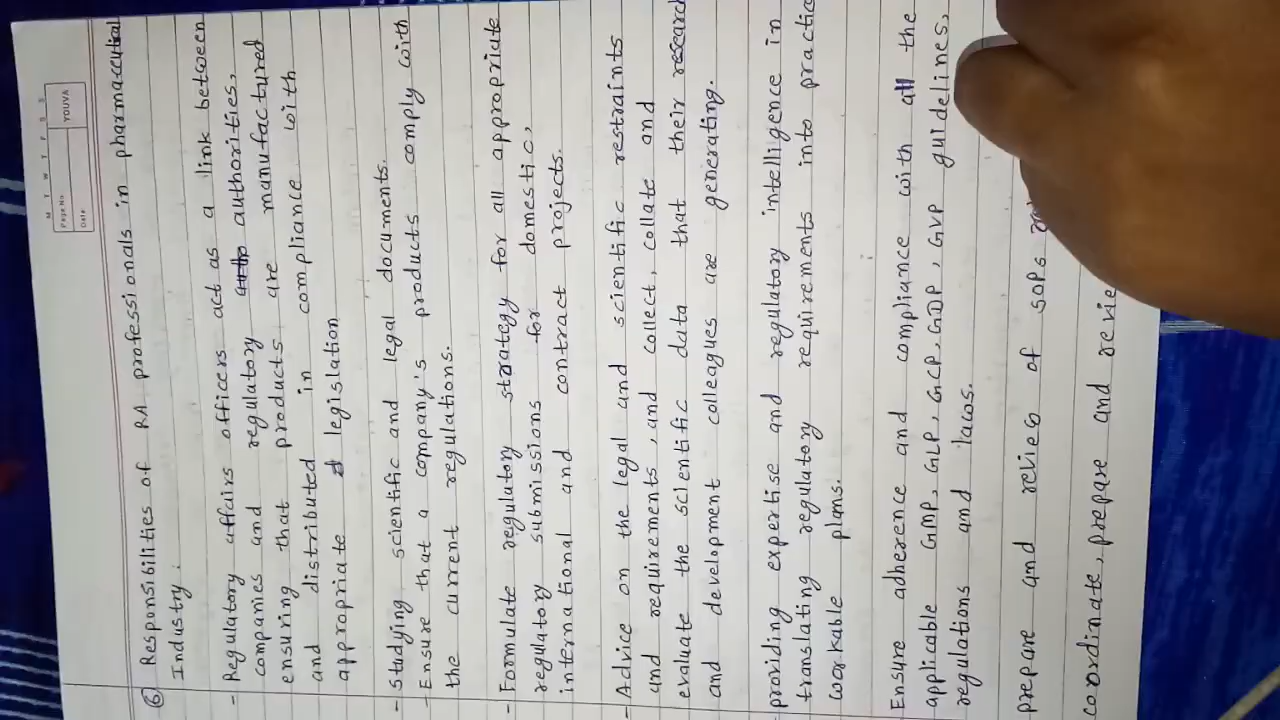 M T W T F S S
Page No
Date
YOUVA
⑥ Responsibilities of RA professionals in pharmaceutial
Industry.
- Regulatory affairs officers act as a link between
companies and regulatory authorities,
ensuring that products are manufactured
and distributed in compliance with
appropriate legislation
- Studying scientific and legal documents.
- Ensure that a company's products comply with
the current regulations.
- Formulate regulatory strategy for all appropriate
regulatory submissions for domestic,
international and contract projects.
- Advice on the legal and scientific restraints
and requirements, and collect, collate and
evaluate the scientific data that their research
and development colleagues are generating.
- providing expertise and regulatory intelligence in
translating regulatory requirements into practic
workable plans.
Ensure adherence and compliance with all the
applicable GMP, GLP, GCP, GDP, GVP guidelines,
regulations and laws.
prepare and of SOPs
coordinate, prepare and